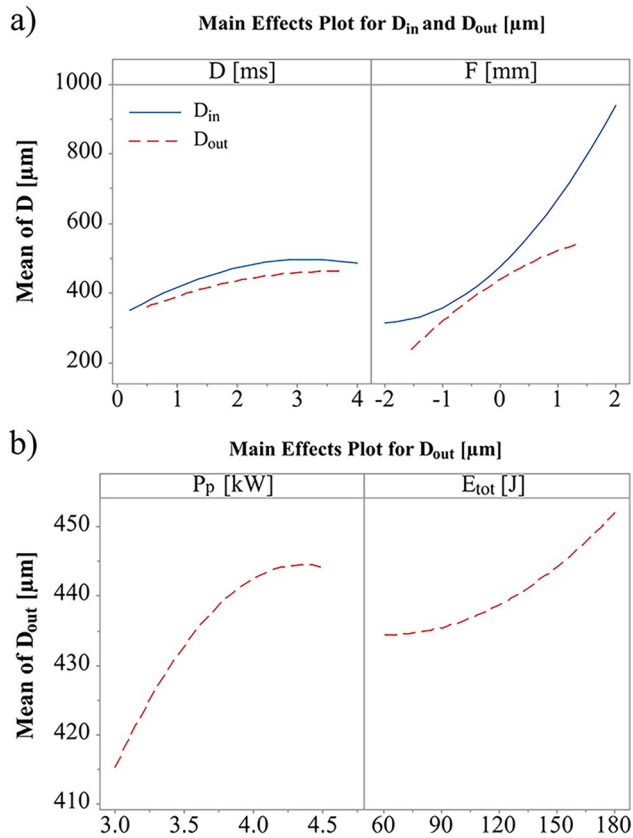 a)
Main Effects Plot for Din and Dout [µm]
D [ms]
F [mm]
1000
800
600
400
200
Mean of D [µm]
Din
Dout
0 1 2 3 4
-2 -1 0 1 2
b)
Main Effects Plot for Dout [µm]
Pp [kW]
Etot [J]
450
440
430
420
410
Mean of Dout [µm]
3.0 3.5 4.0 4.5
60 90 120 150 180